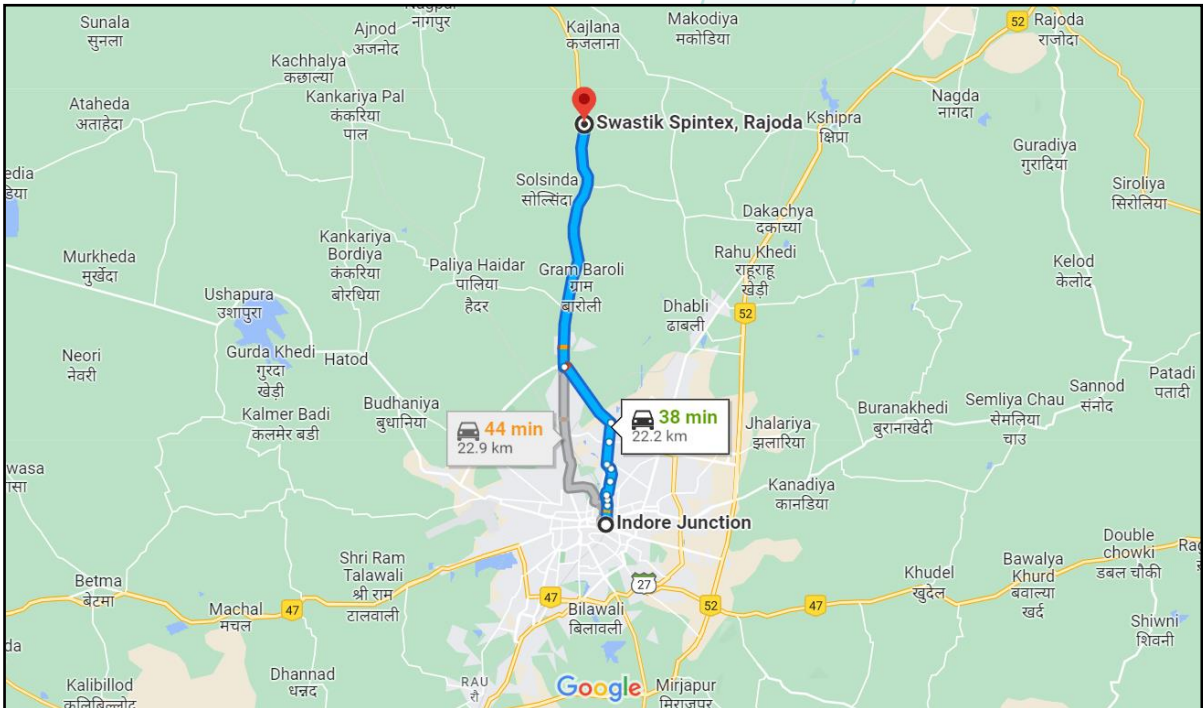 नागपुर
Sunala
सुनला
Ajnod
अजनोद
Kajlana
कजलाना
Makodiya
मकोडिया
52
Rajoda
राजोदा
Kachhalya
कछाल्या
Ataheda
अताहेदा
Kankariya Pal
कंकरिया
पाल
Swastik Spintex, Rajoda
Kshipra
क्षिप्रा
Nagda
नागदा
Guradiya
गुरादिया
Solsinda
सोल्सिंदा
Siroliya
सिरोलिया
Dakachya
दकाच्या
Murkheda
मुर्खेदा
Kankariya
Bordiya
कंकरिया
बोरधिया
Paliya Haidar
पालिया
हैदर
Gram Baroli
ग्राम
बारोली
Rahu Khedi
राहूराहू
खेड़ी
Kelod
केलोद
Ushapura
उशापुरा
Dhabli
ढाबली
52
Neori
नेवरी
Gurda Khedi
गुरदा
खेड़ी
Hatod
Patadi
पतादी
Kalmer Badi
कलमेर बडी
Budhaniya
बुधानिया
44 min
22.9 km
38 min
22.2 km
Jhalariya
झलारिया
Buranakhedi
बुरानाखेदी
Semliya Chau
सेमलिया
चाउ
Sannod
संनोद
Kanadiya
कानडिया
Indore Junction
Shri Ram
Talawali
श्री राम
टालवाली
Double
chowki
डबल चौकी
Betma
बेटमा
Machal
मचल
47
47
27
Bilawali
बिलावली
52
47
Khudel
खुदेल
Bawalya
Khurd
बवाल्या
खर्द
Shiwni
शिवनी
Dhannad
धन्नद
Kalibillod
कलिबिल्लोद
RAU
रौ
Google
Mirjapur
मिराजपुर